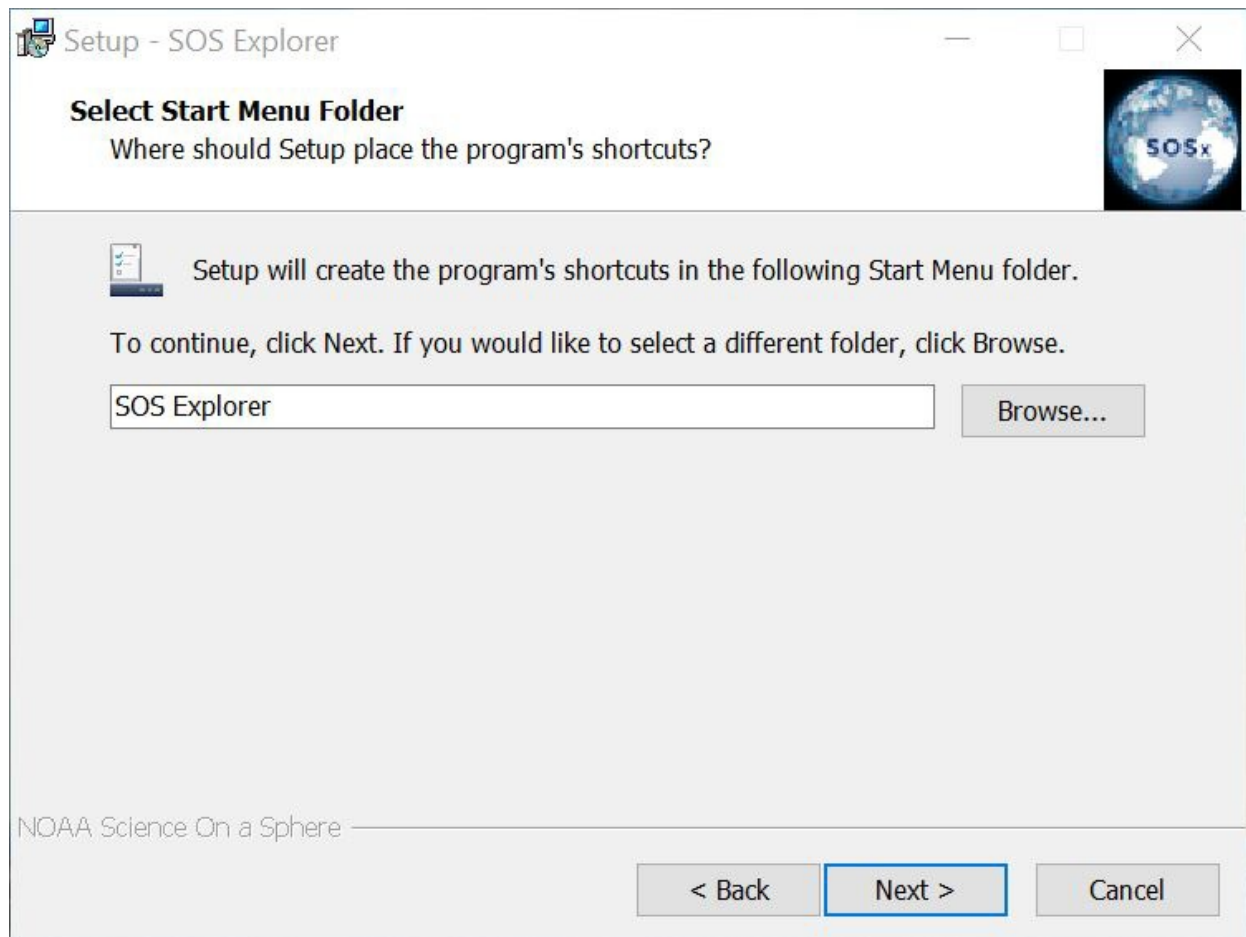 Setup - SOS Explorer
Select Start Menu Folder
Where should Setup place the program's shortcuts?
SOSx
Setup will create the program's shortcuts in the following Start Menu folder.
To continue, click Next. If you would like to select a different folder, click Browse.
SOS Explorer
Browse...
NOAA Science On a Sphere
< Back
Next >
Cancel